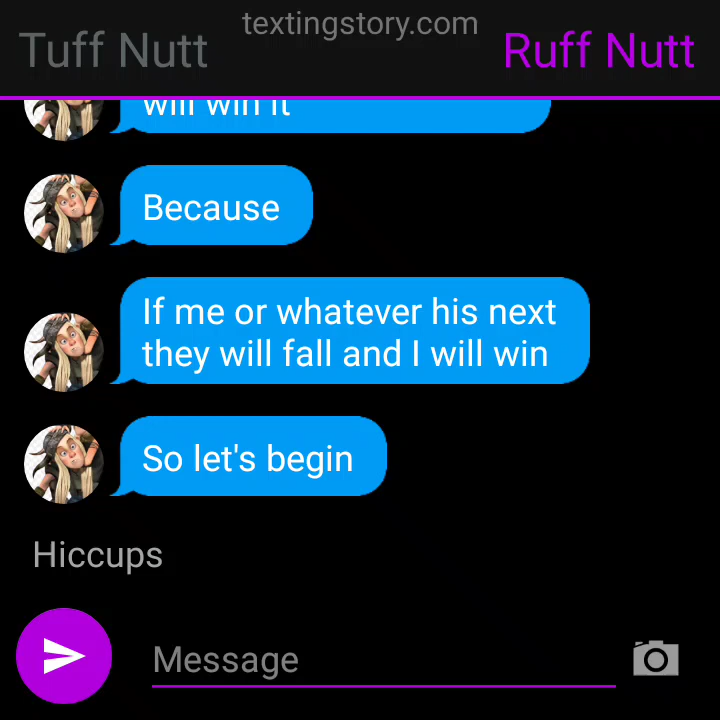 textingstory.com
Tuff Nutt
Ruff Nutt
will win it
Because
If me or whatever his next
they will fall and I will win
So let's begin
Hiccups
Message